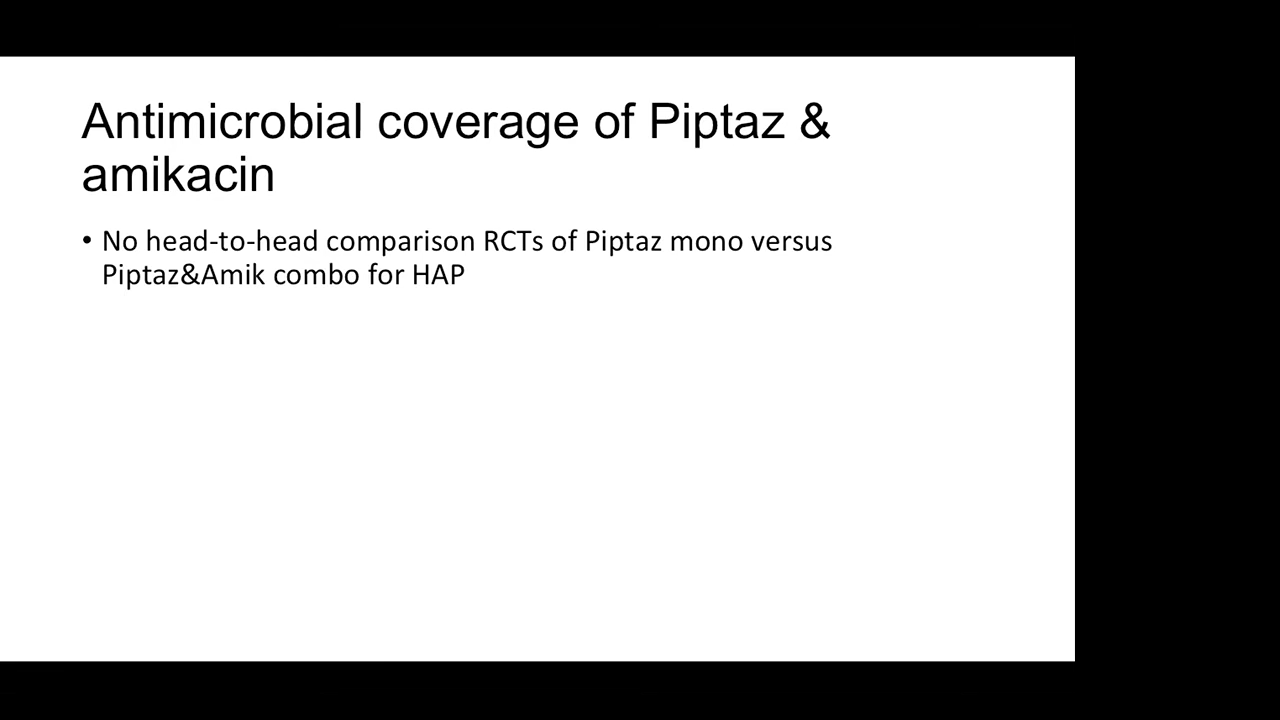 Antimicrobial coverage of Piptaz &
amikacin
• No head-to-head comparison RCTs of Piptaz mono versus
Piptaz&Amik combo for HAP